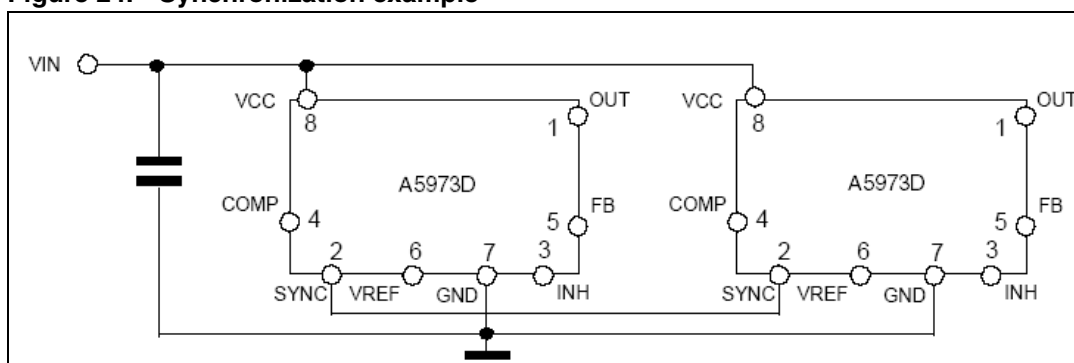 Figure 24. Synchronization example
VIN
VCC
8
OUT
1
A5973D
COMP
4
FB
5
2
6
7
3
SYNC
VREF
GND
INH
VCC
8
OUT
1
A5973D
COMP
4
FB
5
2
6
7
3
SYNC
VREF
GND
INH